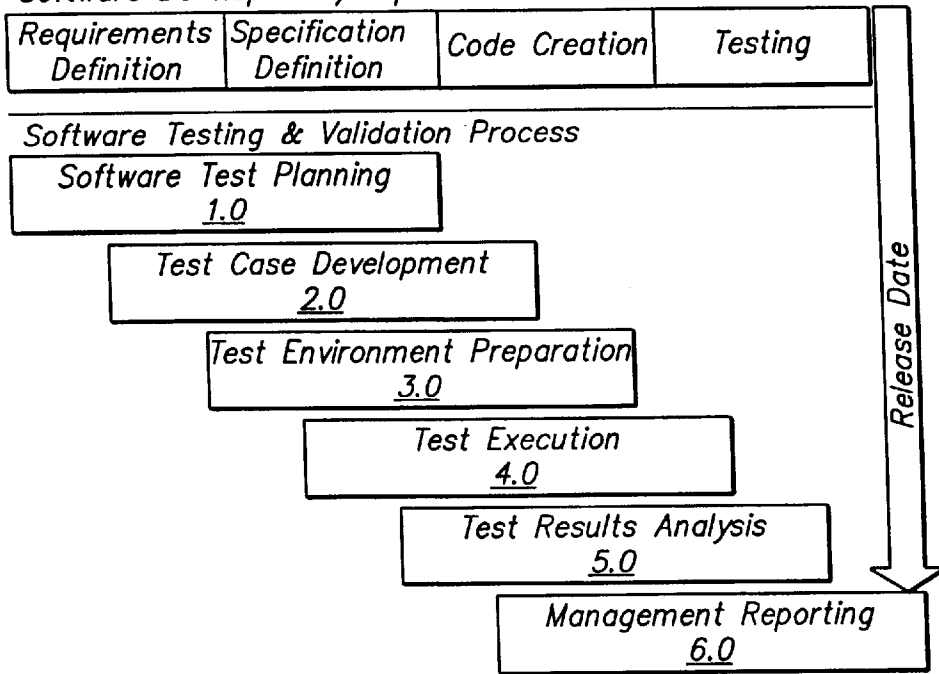 Requirements Definition
Specification Definition
Code Creation
Testing
Software Testing & Validation Process
Software Test Planning
1.0
Test Case Development
2.0
Test Environment Preparation
3.0
Test Execution
4.0
Test Results Analysis
5.0
Management Reporting
6.0
Release Date